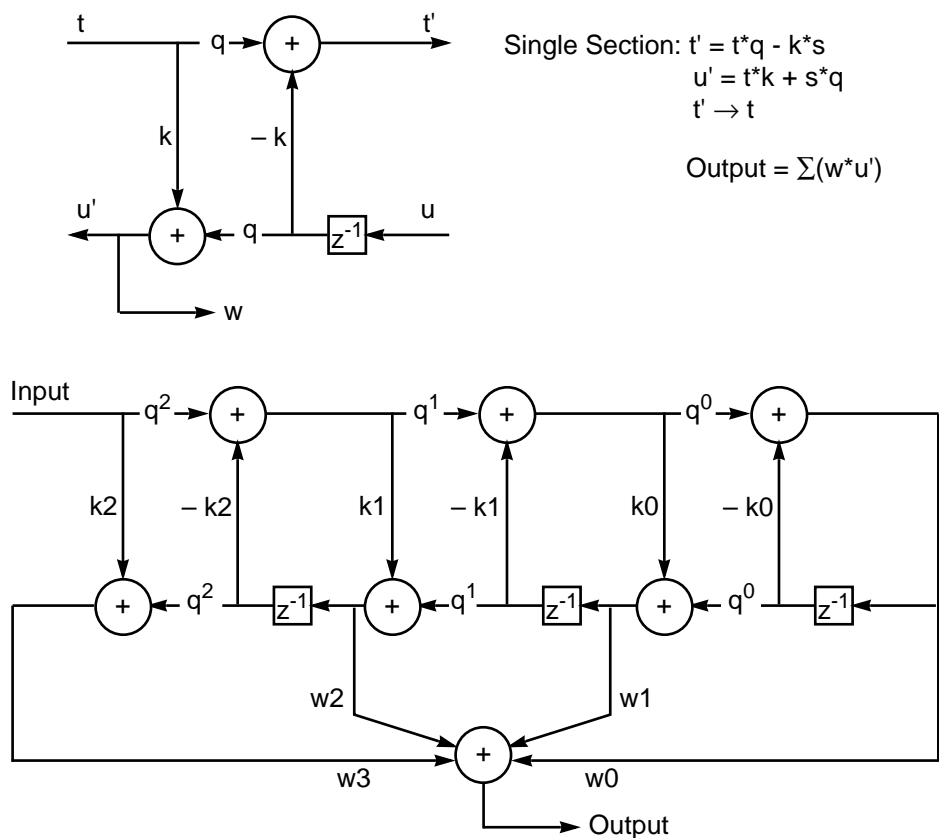 t
q
+
t'
Single Section: t' = t*q - k*s
u' = t*k + s*q
t' → t
k
– k
Output = ∑(w*u')
u'
+
q
z⁻¹
u
w
Input
q²
+
q¹
+
q⁰
+
k2
– k2
k1
– k1
k0
– k0
+
q²
z⁻¹
+
q¹
z⁻¹
+
q⁰
z⁻¹
w2
w1
+
w3
w0
Output